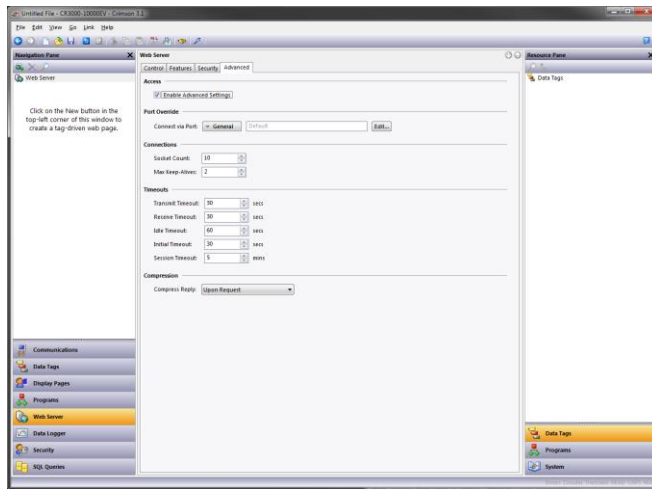 Untitled File - CR3000-10000EV - Crimson 3.1
File Edit View Go Link Help
Navigation Pane
Web Server
Click on the New button in the
top-left corner of this window to
create a tag-driven web page.
Communications
Data Tags
Display Pages
Programs
Web Server
Data Logger
Security
SQL Queries
Web Server
Control Features Security Advanced
Access
Enable Advanced Settings
Port Override
Connect via Port: General Default Edit...
Connections
Socket Count: 10
Max Keep-Alives: 2
Timeouts
Transmit Timeout: 30 secs
Receive Timeout: 30 secs
Idle Timeout: 60 secs
Initial Timeout: 30 secs
Session Timeout: 5 mins
Compression
Compress Reply: Upon Request
Resource Pane
Data Tags
Data Tags
Programs
System